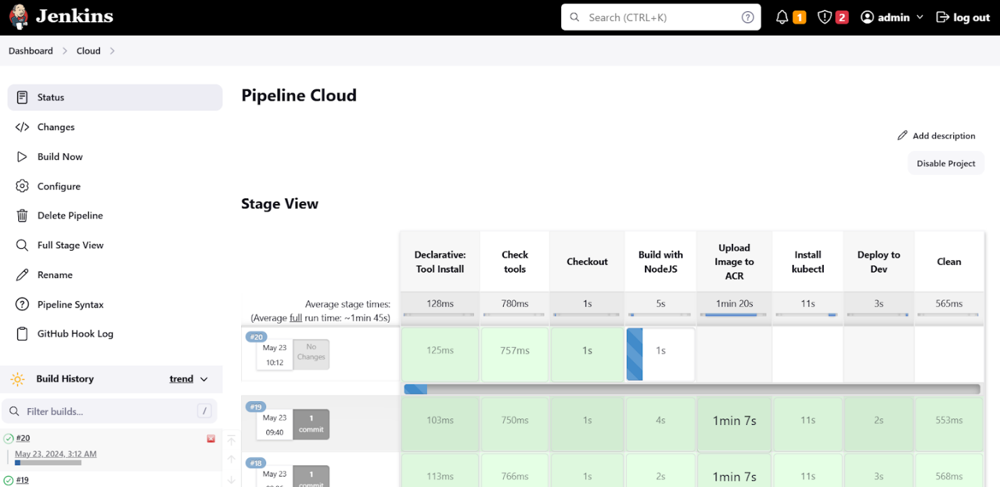 Jenkins
Search (CTRL+K)
?
1
2
admin
log out
Dashboard
Cloud
Status
Changes
Build Now
Configure
Delete Pipeline
Full Stage View
Rename
Pipeline Syntax
GitHub Hook Log
Build History
trend
Filter builds...
/
#20
May 23, 2024, 3:12 AM
#19
Pipeline Cloud
Add description
Disable Project
Stage View
Declarative:
Tool Install
Check
tools
Checkout
Build with
NodeJS
Upload
Image to
ACR
Install
kubectl
Deploy to
Dev
Clean
Average stage times:
(Average full run time: ~1min 45s)
128ms 780ms 1s 5s 1min 20s 11s 3s 565ms
#20
May 23
10:12
No
Changes
125ms 757ms 1s 1s
#19
May 23
09:40
1
commit
103ms 750ms 1s 4s 1min 7s 11s 2s 553ms
#18
May 23
1
commit
113ms 766ms 1s 2s 1min 7s 11s 3s 568ms